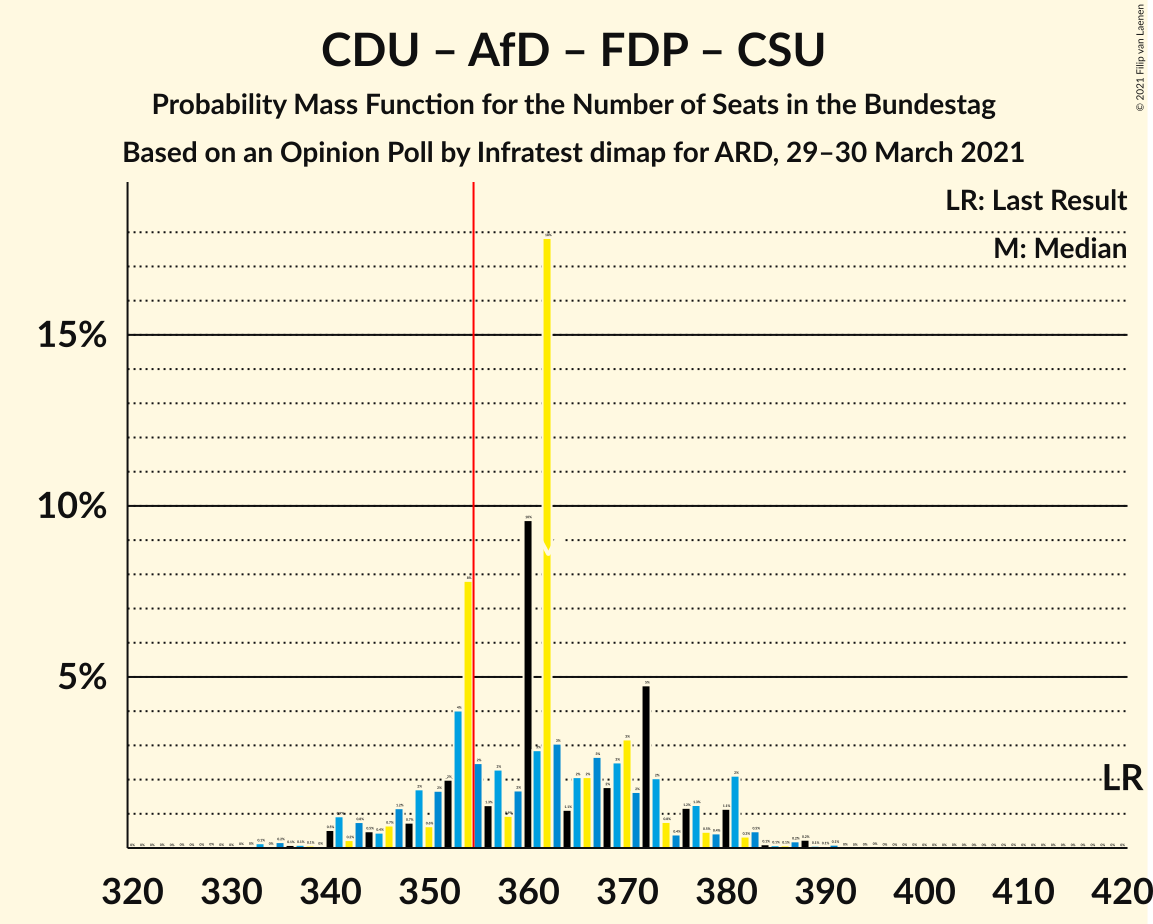 CDU – AfD – FDP – CSU
Probability Mass Function for the Number of Seats in the Bundestag
Based on an Opinion Poll by Infratest dimap for ARD, 29–30 March 2021
© 2021 Filip van Laenen
LR: Last Result
M: Median
15%
10%
5%
M
LR
320 330 340 350 360 370 380 390 400 410 420